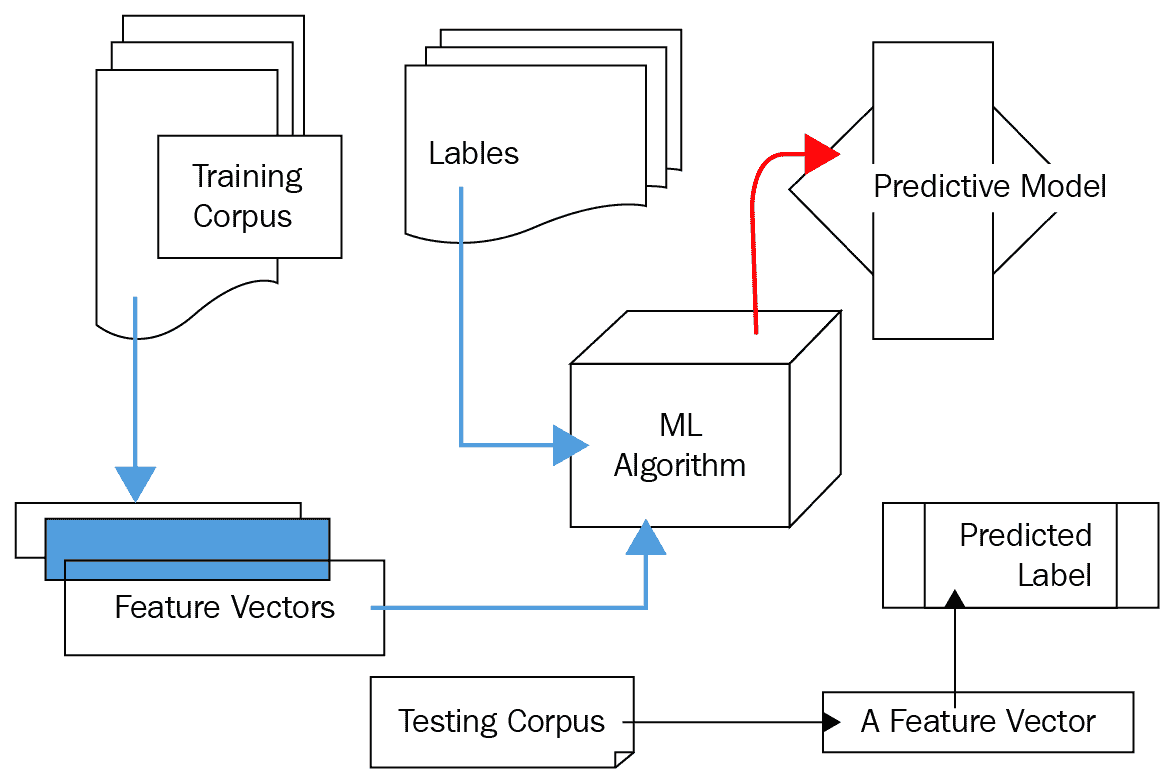 Training
Corpus
Lables
Predictive Model
ML
Algorithm
Feature Vectors
Predicted
Label
Testing Corpus
A Feature Vector